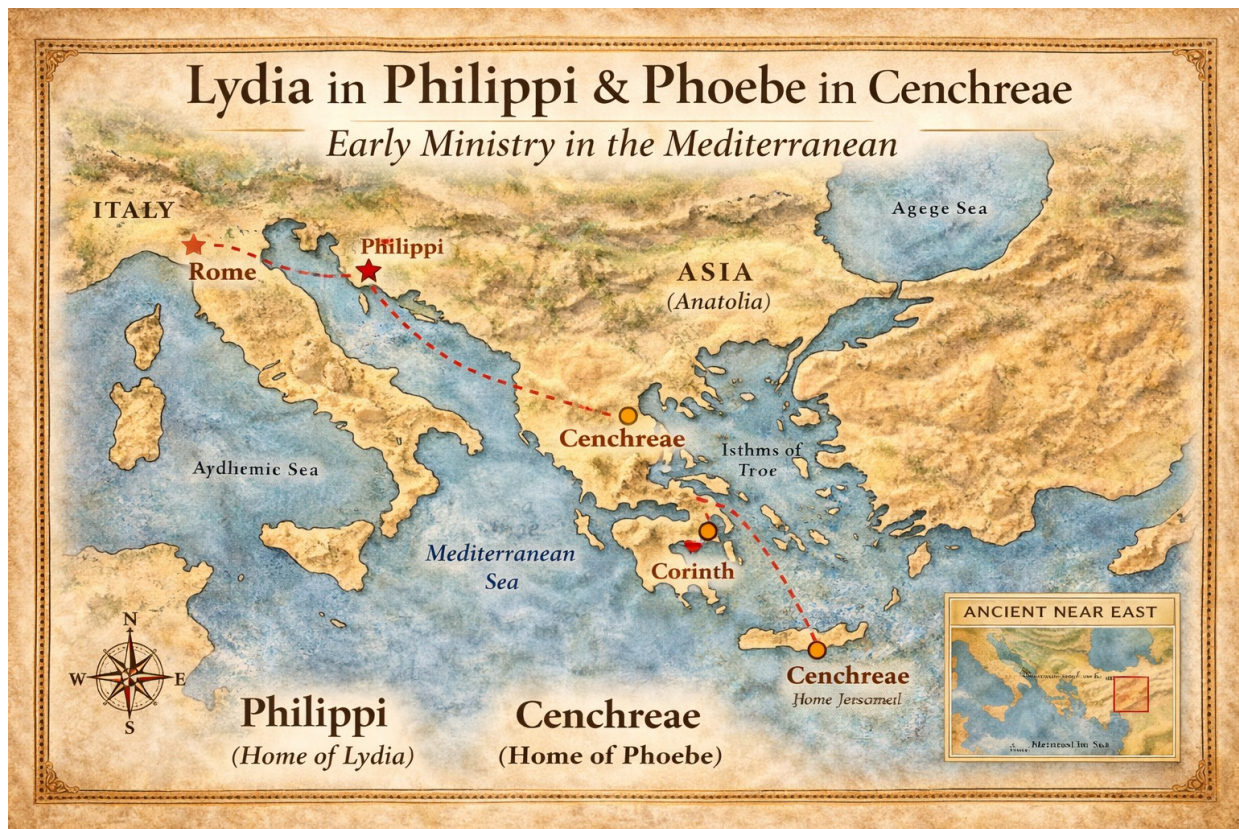 Lydia in Philippi & Phoebe in Cenchreae
Early Ministry in the Mediterranean
ITALY
Rome
Philippi
ASIA
(Anatolia)
Agege Sea
Cenchreae
Isthms of
Troe
Aydhemic Sea
Mediterranean
Sea
Corinth
Cenchreae
Home
N
W
E
S
Philippi
(Home of Lydia)
Cenchreae
(Home of Phoebe)
ANCIENT NEAR EAST